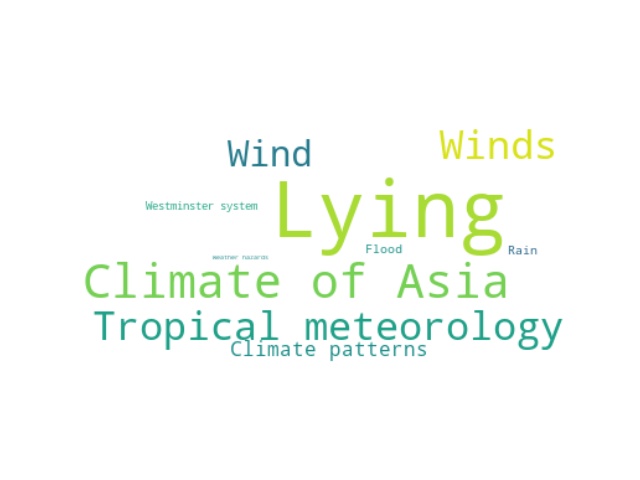 Wind
Winds
Lying
Westminster system
Flood
Rain
weather hazards
Climate of Asia
Tropical meteorology
Climate patterns